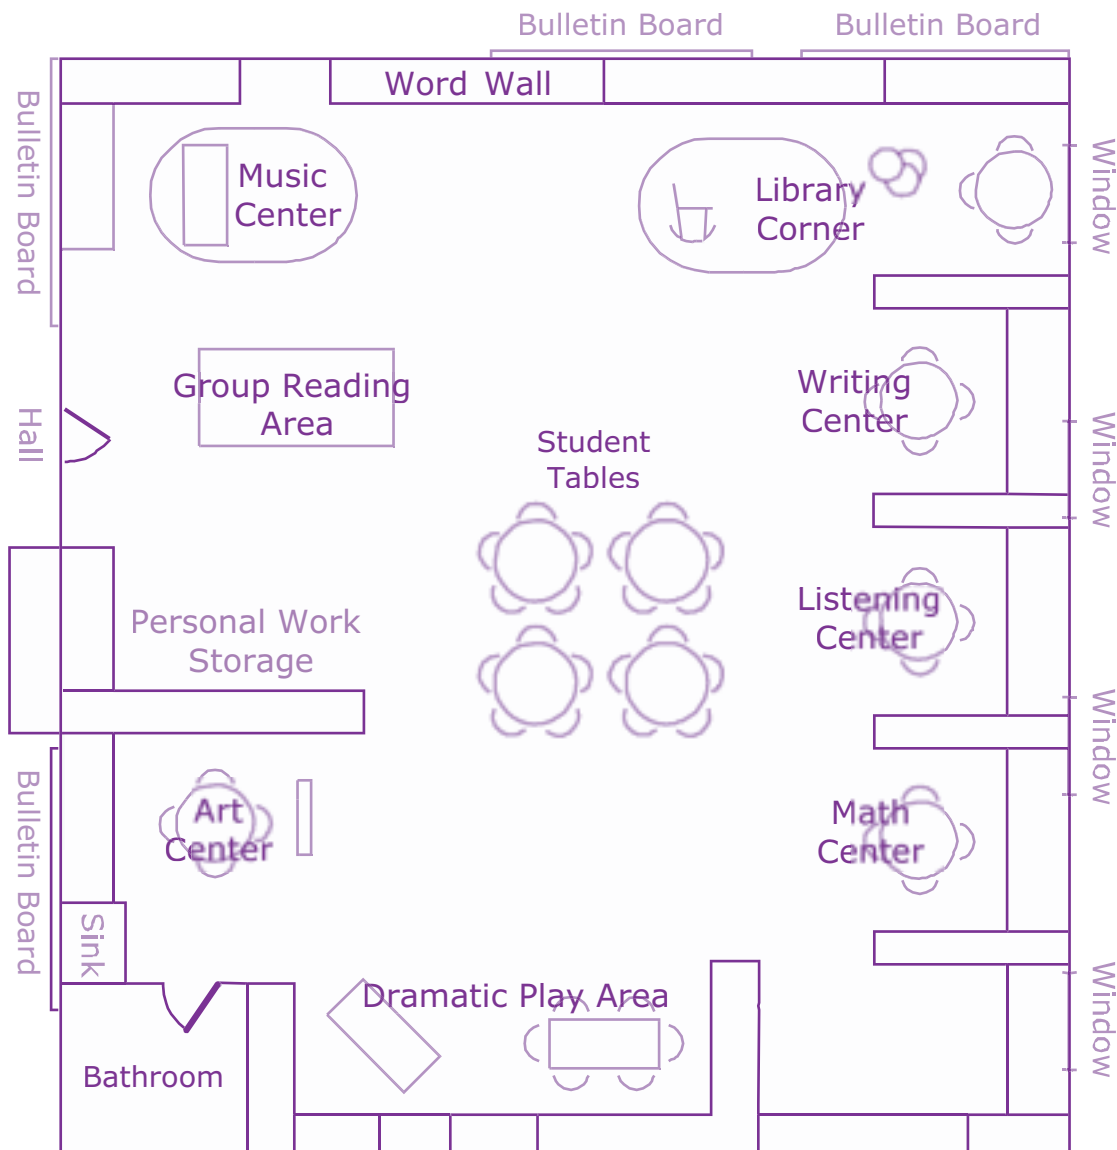 Bulletin Board
Bulletin Board
Word Wall
Bulletin Board
Music
Center
Library
Corner
Window
Group Reading
Area
Writing
Center
Hall
Window
Student
Tables
Personal Work
Storage
Listening
Center
Window
Bulletin Board
Art
Center
Math
Center
Sink
Dramatic Play Area
Window
Bathroom